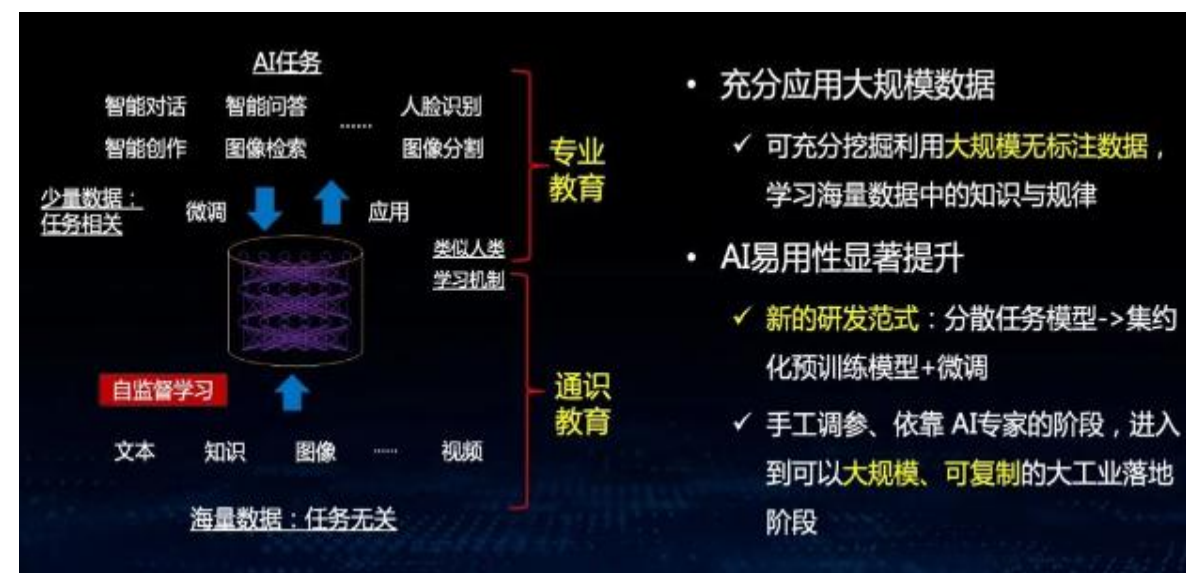 AI任务
智能对话 智能问答 …… 人脸识别
智能创作 图像检索 图像分割
少量数据：
任务相关
微调 应用
类似人类
学习机制
专业
教育
自监督学习
通识
教育
文本 知识 图像 …… 视频
海量数据：任务无关
• 充分应用大规模数据
✓ 可充分挖掘利用大规模无标注数据，
学习海量数据中的知识与规律
• AI易用性显著提升
✓ 新的研发范式：分散任务模型->集约
化预训练模型+微调
✓ 手工调参、依靠 AI专家的阶段，进入
到可以大规模、可复制的大工业落地
阶段